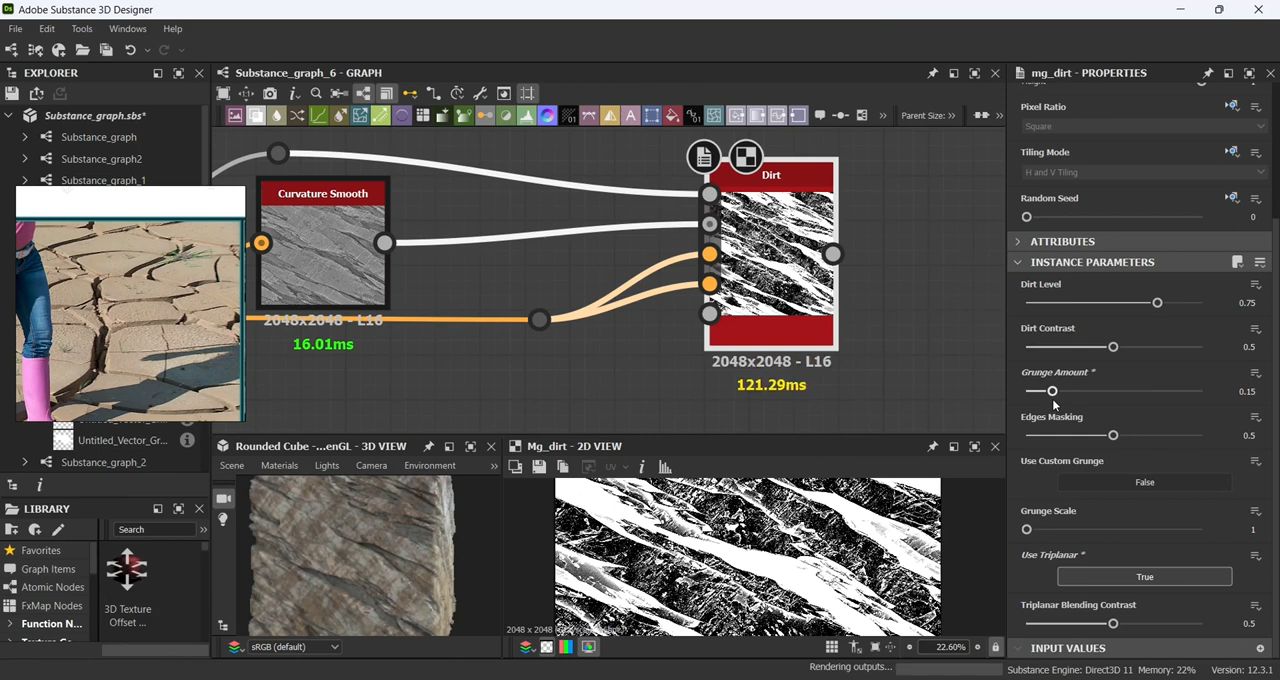 Adobe Substance 3D Designer
File Edit Tools Windows Help
EXPLORER
Substance_graph_6 - GRAPH
mg_dirt - PROPERTIES
Substance_graph.sbs*
Substance_graph
Substance_graph2
Substance_graph_1
Untitled_Vector_Gr...
Substance_graph_2
Parent Size: >>
Curvature Smooth
2048x2048 - L16
16.01ms
Dirt
2048x2048 - L16
121.29ms
Pixel Ratio
Square
Tiling Mode
H and V Tiling
Random Seed
0
ATTRIBUTES
INSTANCE PARAMETERS
Dirt Level
0.75
Dirt Contrast
0.5
Grunge Amount *
0.15
Edges Masking
0.5
Use Custom Grunge
False
Grunge Scale
1
Use Triplanar *
True
Triplanar Blending Contrast
0.5
INPUT VALUES
Rounded Cube -...enGL - 3D VIEW
Scene Materials Lights Camera Environment
sRGB (default)
Mg_dirt - 2D VIEW
UV
22.60%
LIBRARY
Search
Favorites
Graph Items
Atomic Nodes
FxMap Nodes
Function N...
3D Texture
Offset ...
Rendering outputs...
Substance Engine: Direct3D 11 Memory: 22% Version: 12.3.1